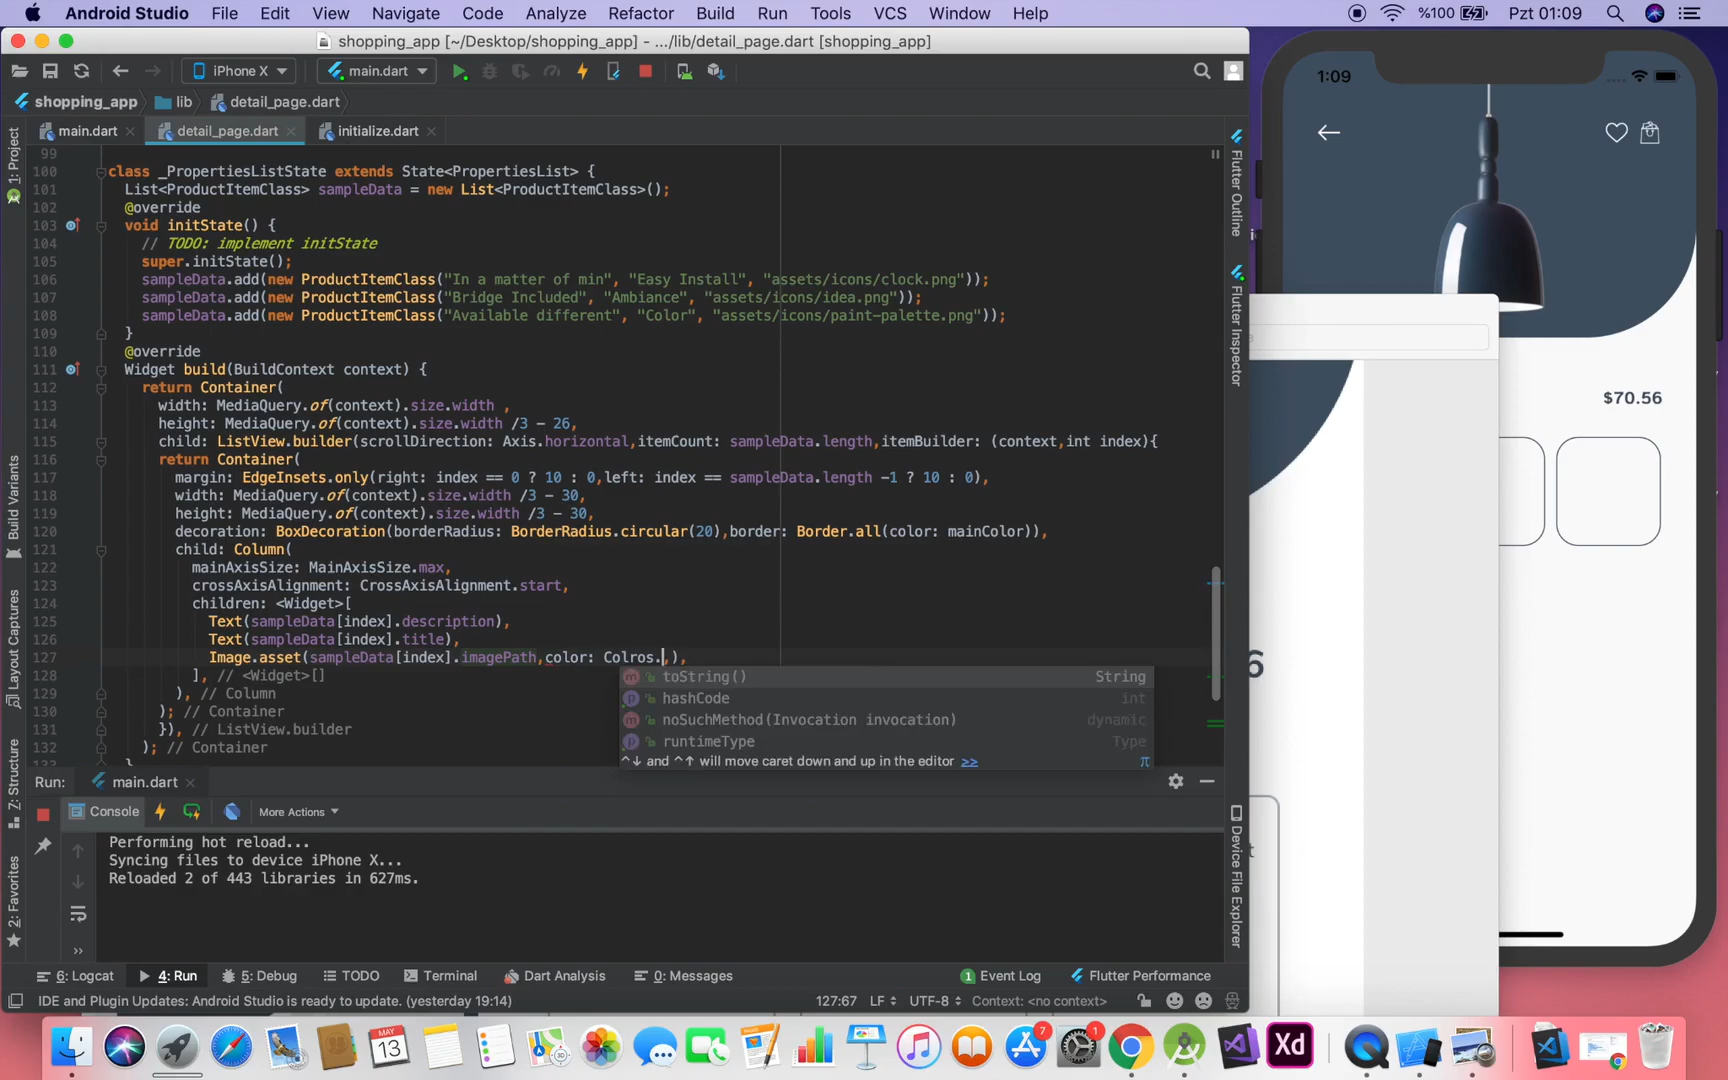 Android Studio File Edit View Navigate Code Analyze Refactor Build Run Tools VCS Window Help %100 Pzt 01:09
shopping_app [~/Desktop/shopping_app] - .../lib/detail_page.dart [shopping_app]
iPhone X main.dart
shopping_app lib detail_page.dart
main.dart detail_page.dart initialize.dart
99
100 class _PropertiesListState extends State<PropertiesList> {
101 List<ProductItemClass> sampleData = new List<ProductItemClass>();
102 @override
103 void initState() {
104 // TODO: implement initState
105 super.initState();
106 sampleData.add(new ProductItemClass("In a matter of min", "Easy Install", "assets/icons/clock.png"));
107 sampleData.add(new ProductItemClass("Bridge Included", "Ambiance", "assets/icons/idea.png"));
108 sampleData.add(new ProductItemClass("Available different", "Color", "assets/icons/paint-palette.png"));
109 }
110 @override
111 Widget build(BuildContext context) {
112 return Container(
113 width: MediaQuery.of(context).size.width ,
114 height: MediaQuery.of(context).size.width /3 - 26,
115 child: ListView.builder(scrollDirection: Axis.horizontal,itemCount: sampleData.length,itemBuilder: (context,int index){
116 return Container(
117 margin: EdgeInsets.only(right: index == 0 ? 10 : 0,left: index == sampleData.length -1 ? 10 : 0),
118 width: MediaQuery.of(context).size.width /3 - 30,
119 height: MediaQuery.of(context).size.width /3 - 30,
120 decoration: BoxDecoration(borderRadius: BorderRadius.circular(20),border: Border.all(color: mainColor)),
121 child: Column(
122 mainAxisSize: MainAxisSize.max,
123 crossAxisAlignment: CrossAxisAlignment.start,
124 children: <Widget>[
125 Text(sampleData[index].description),
126 Text(sampleData[index].title),
127 Image.asset(sampleData[index].imagePath,color: Colros.,),
128 ], // <Widget>[]
129 ), // Column
130 ); // Container
131 }), // ListView.builder
132 ); // Container
toString() String
hashCode int
noSuchMethod(Invocation invocation) dynamic
runtimeType Type
^↓ and ^↑ will move caret down and up in the editor >> π
1: Project
Build Variants
Layout Captures
7: Structure
2: Favorites
Flutter Outline
Flutter Inspector
Device File Explorer
Run: main.dart
Console More Actions
Performing hot reload...
Syncing files to device iPhone X...
Reloaded 2 of 443 libraries in 627ms.
»
6: Logcat 4: Run 5: Debug TODO Terminal Dart Analysis 0: Messages 1 Event Log Flutter Performance
IDE and Plugin Updates: Android Studio is ready to update. (yesterday 19:14) 127:67 LF UTF-8 Context: <no context>
1:09
$70.56
6
MAY
13
7
1
Xd